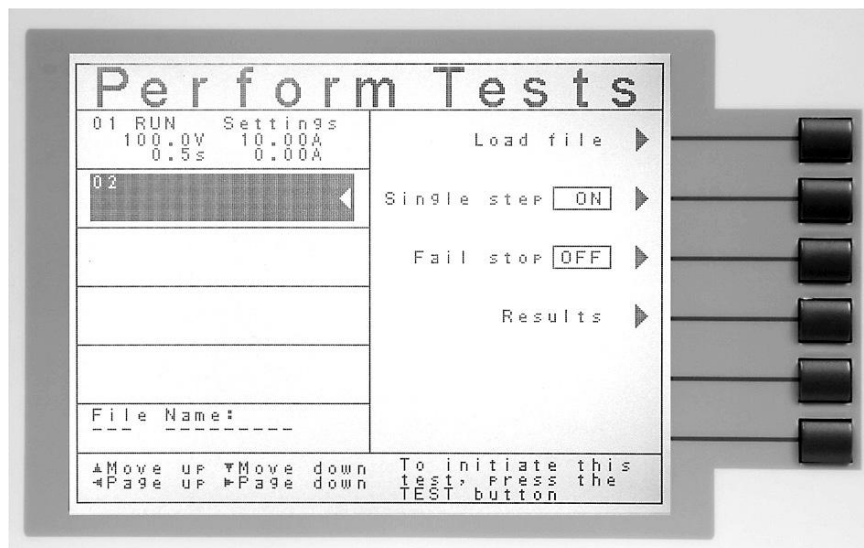 Perform Tests
01 RUN Settings
100.0V 10.00A
0.5s 0.00A
02
File Name:
--- ---------
Load file
Single step ON
Fail stop OFF
Results
▲Move up ▼Move down
◄Page up ►Page down
To initiate this
test, press the
TEST button